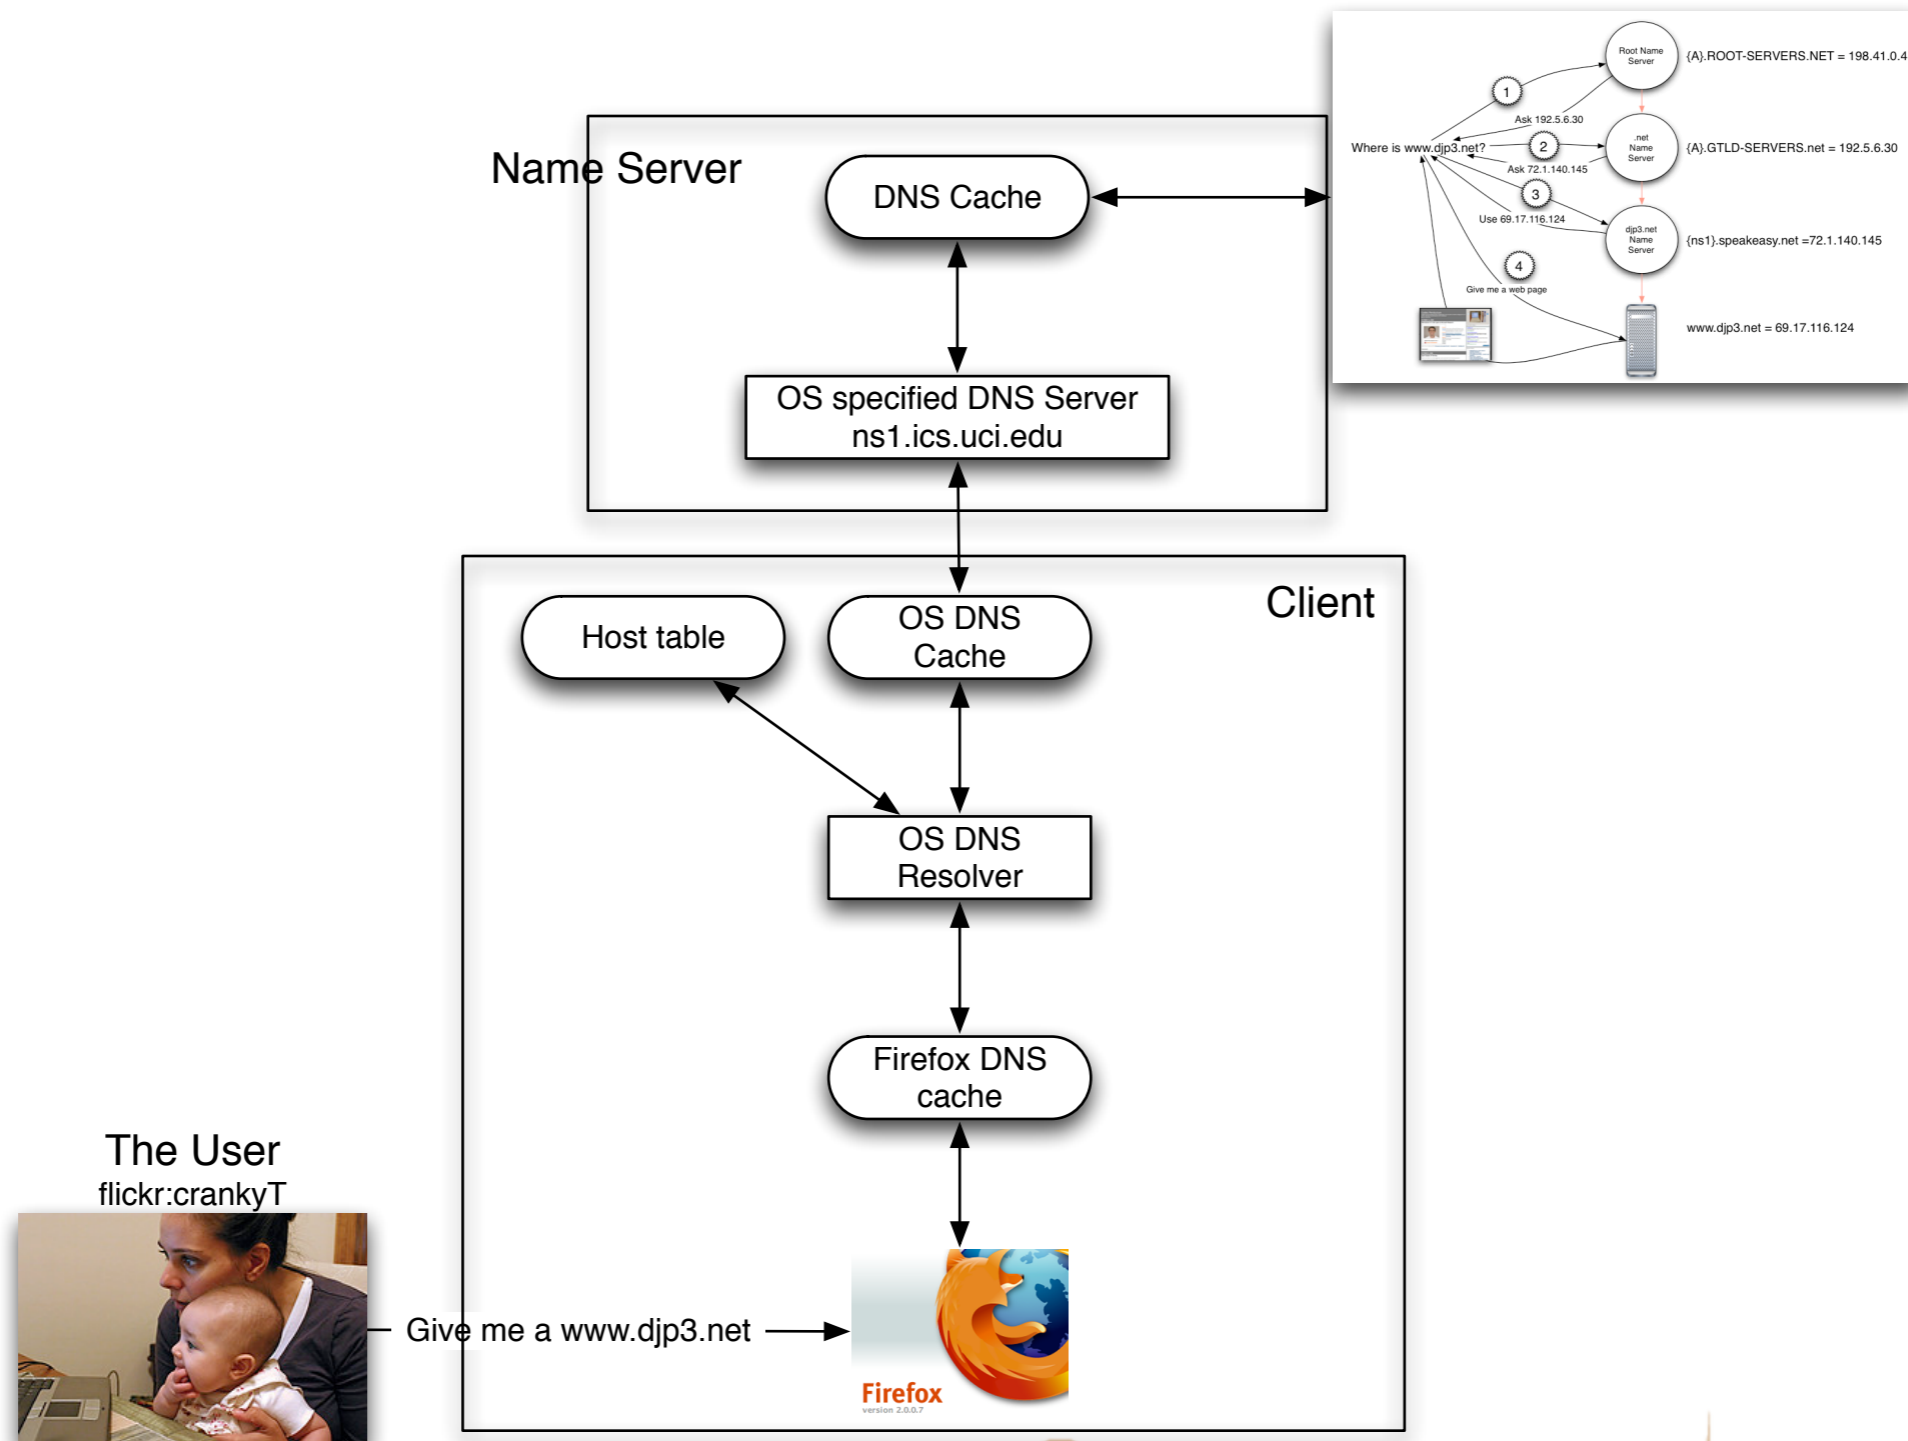 Root Name
Server
{A}.ROOT-SERVERS.NET = 198.41.0.4
1
Ask 192.5.6.30
Where is www.djp3.net?
2
.net
Name
Server
{A}.GTLD-SERVERS.net = 192.5.6.30
Ask 72.1.140.145
3
Use 69.17.116.124
djp3.net
Name
Server
{ns1}.speakeasy.net =72.1.140.145
4
Give me a web page
www.djp3.net = 69.17.116.124
Name Server
DNS Cache
OS specified DNS Server
ns1.ics.uci.edu
Client
Host table
OS DNS
Cache
OS DNS
Resolver
Firefox DNS
cache
The User
flickr:crankyT
Give me a www.djp3.net
Firefox
version 2.0.0.7